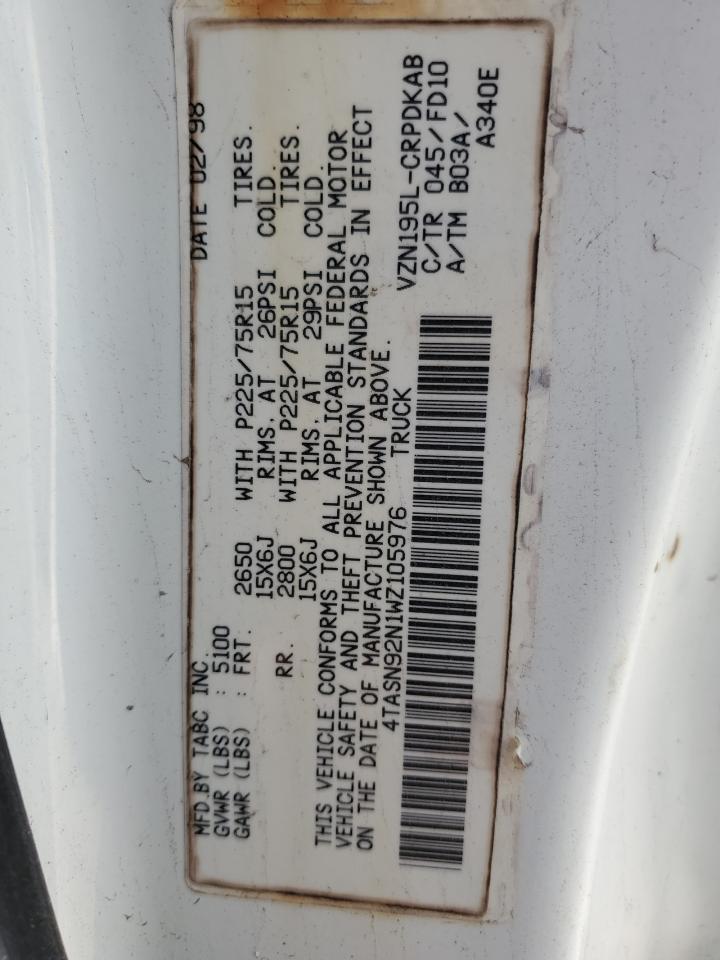 MFD.BY TABC INC. DATE 02/98
GVWR (LBS) : 5100
GAWR (LBS) : FRT. 2650 WITH P225/75R15 TIRES.
15X6J RIMS, AT 26PSI COLD.
RR. 2800 WITH P225/75R15 TIRES.
15X6J RIMS, AT 29PSI COLD.
THIS VEHICLE CONFORMS TO ALL APPLICABLE FEDERAL MOTOR
VEHICLE SAFETY AND THEFT PREVENTION STANDARDS IN EFFECT
ON THE DATE OF MANUFACTURE SHOWN ABOVE.
4TASN92N1WZ105976 TRUCK
VZN195L-CRPDKAB
C/TR 045/FD10
A/TM B03A/
A340E